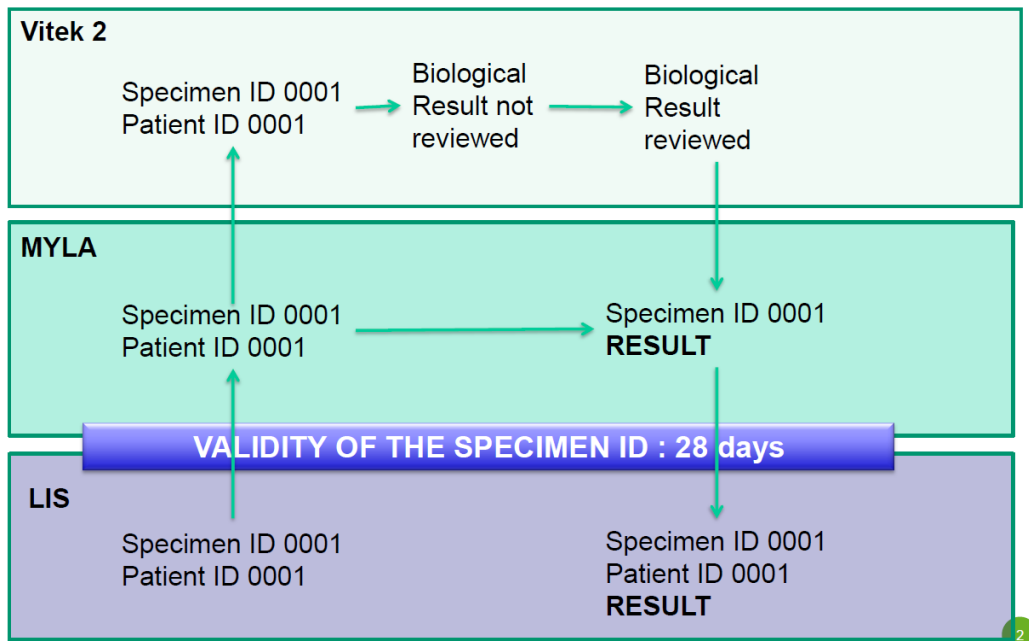 Vitek 2
Specimen ID 0001
Patient ID 0001
Biological
Result not
reviewed
Biological
Result
reviewed
MYLA
Specimen ID 0001
Patient ID 0001
Specimen ID 0001
RESULT
VALIDITY OF THE SPECIMEN ID : 28 days
LIS
Specimen ID 0001
Patient ID 0001
Specimen ID 0001
Patient ID 0001
RESULT
2